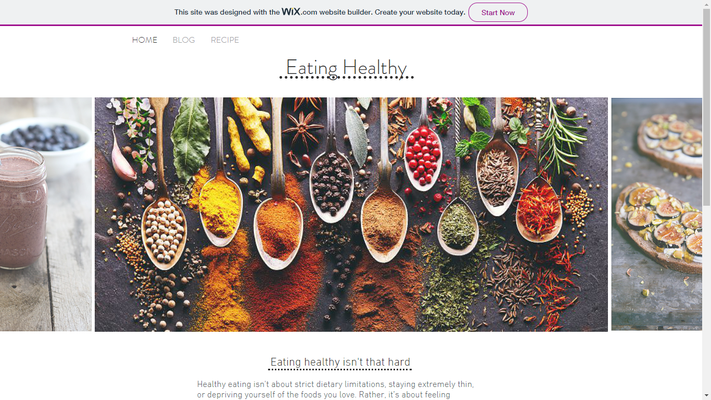 This site was designed with the WiX.com website builder. Create your website today. Start Now
HOME BLOG RECIPE
Eating Healthy
Eating healthy isn't that hard
Healthy eating isn't about strict dietary limitations, staying extremely thin,
or depriving yourself of the foods you love. Rather, it's about feeling